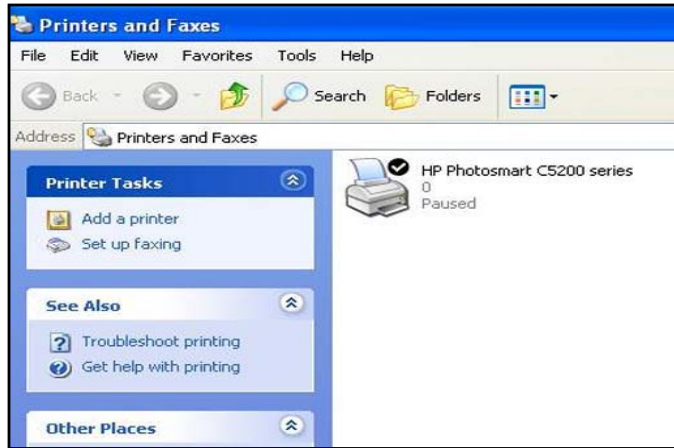 Printers and Faxes
File Edit View Favorites Tools Help
Back Search Folders
Address Printers and Faxes
Printer Tasks
Add a printer
Set up faxing
See Also
Troubleshoot printing
Get help with printing
Other Places
HP Photosmart C5200 series
0
Paused